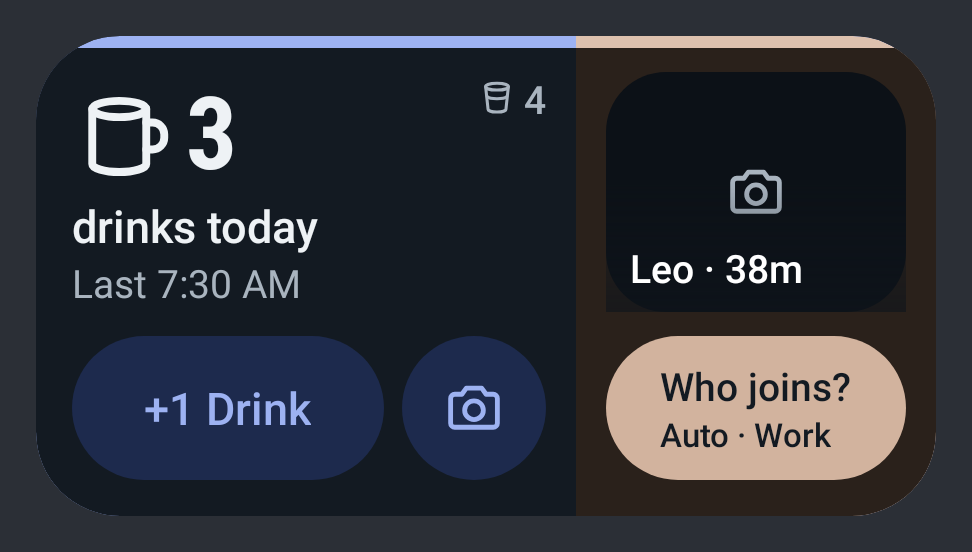 3
4
drinks today
Last 7:30 AM
+1 Drink
Leo · 38m
Who joins?
Auto · Work